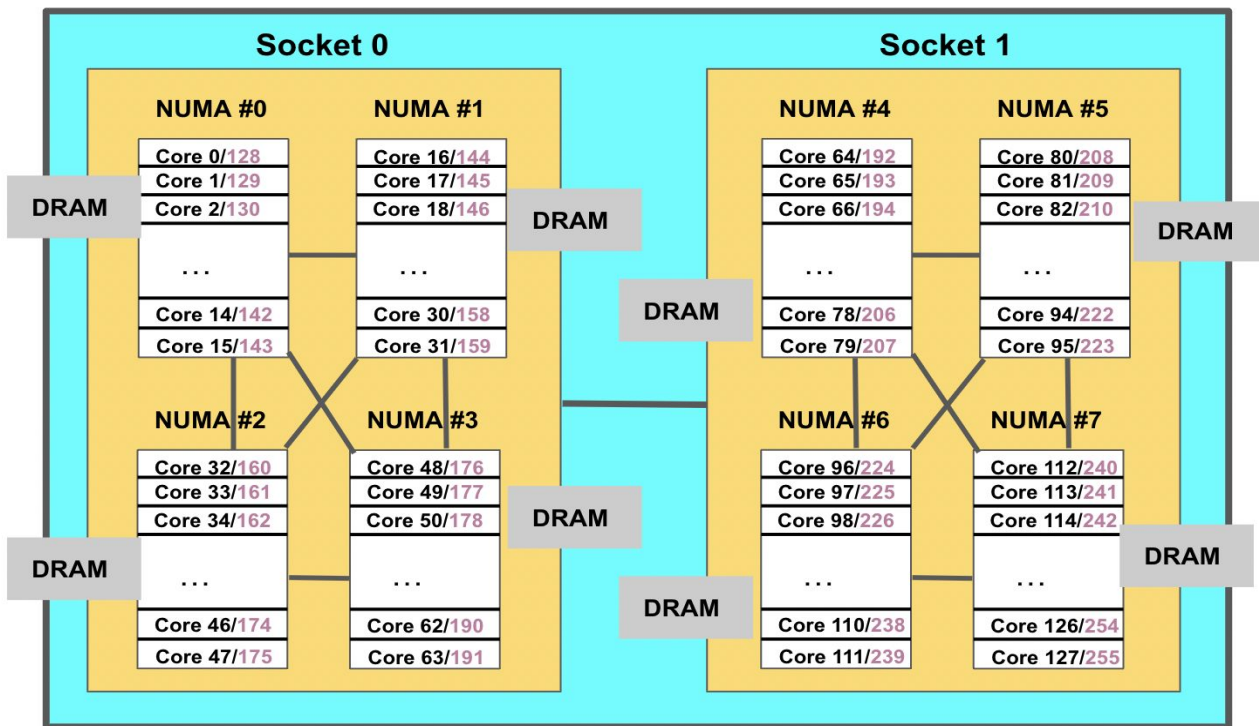 Socket 0
NUMA #0
Core 0/128
Core 1/129
Core 2/130
...
Core 14/142
Core 15/143
DRAM
NUMA #1
Core 16/144
Core 17/145
Core 18/146
...
Core 30/158
Core 31/159
DRAM
NUMA #2
Core 32/160
Core 33/161
Core 34/162
...
Core 46/174
Core 47/175
DRAM
NUMA #3
Core 48/176
Core 49/177
Core 50/178
...
Core 62/190
Core 63/191
DRAM
Socket 1
NUMA #4
Core 64/192
Core 65/193
Core 66/194
...
Core 78/206
Core 79/207
DRAM
NUMA #5
Core 80/208
Core 81/209
Core 82/210
...
Core 94/222
Core 95/223
DRAM
NUMA #6
Core 96/224
Core 97/225
Core 98/226
...
Core 110/238
Core 111/239
DRAM
NUMA #7
Core 112/240
Core 113/241
Core 114/242
...
Core 126/254
Core 127/255
DRAM